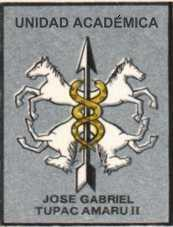 UNIDAD ACADÉMICA
JOSE GABRIEL
TUPAC AMARU II